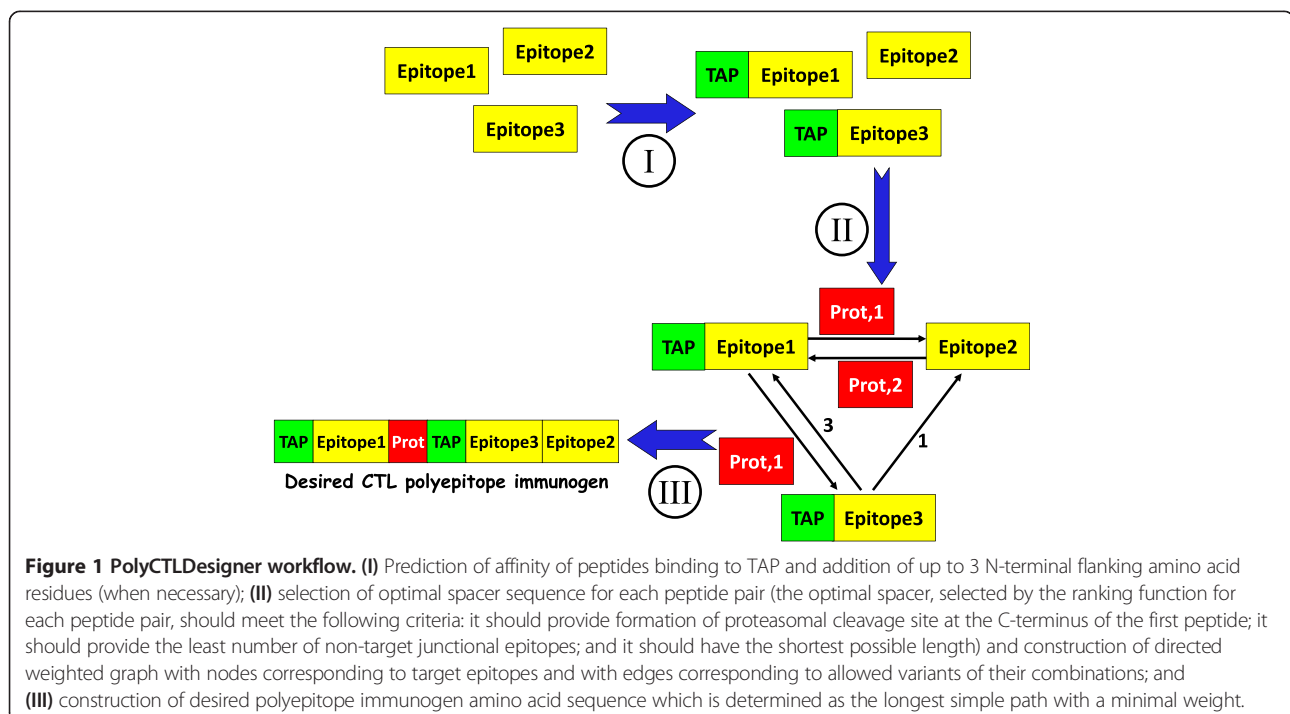 Epitope1
Epitope2
Epitope3
I
TAP Epitope1
Epitope2
TAP Epitope3
II
Prot,1
TAP Epitope1
Epitope2
Prot,2
3
1
Prot,1
TAP Epitope3
III
TAP Epitope1 Prot TAP Epitope3 Epitope2
Desired CTL polyepitope immunogen
Figure 1 PolyCTLDesigner workflow. (I) Prediction of affinity of peptides binding to TAP and addition of up to 3 N-terminal flanking amino acid
residues (when necessary); (II) selection of optimal spacer sequence for each peptide pair (the optimal spacer, selected by the ranking function for
each peptide pair, should meet the following criteria: it should provide formation of proteasomal cleavage site at the C-terminus of the first peptide; it
should provide the least number of non-target junctional epitopes; and it should have the shortest possible length) and construction of directed
weighted graph with nodes corresponding to target epitopes and with edges corresponding to allowed variants of their combinations; and
(III) construction of desired polyepitope immunogen amino acid sequence which is determined as the longest simple path with a minimal weight.